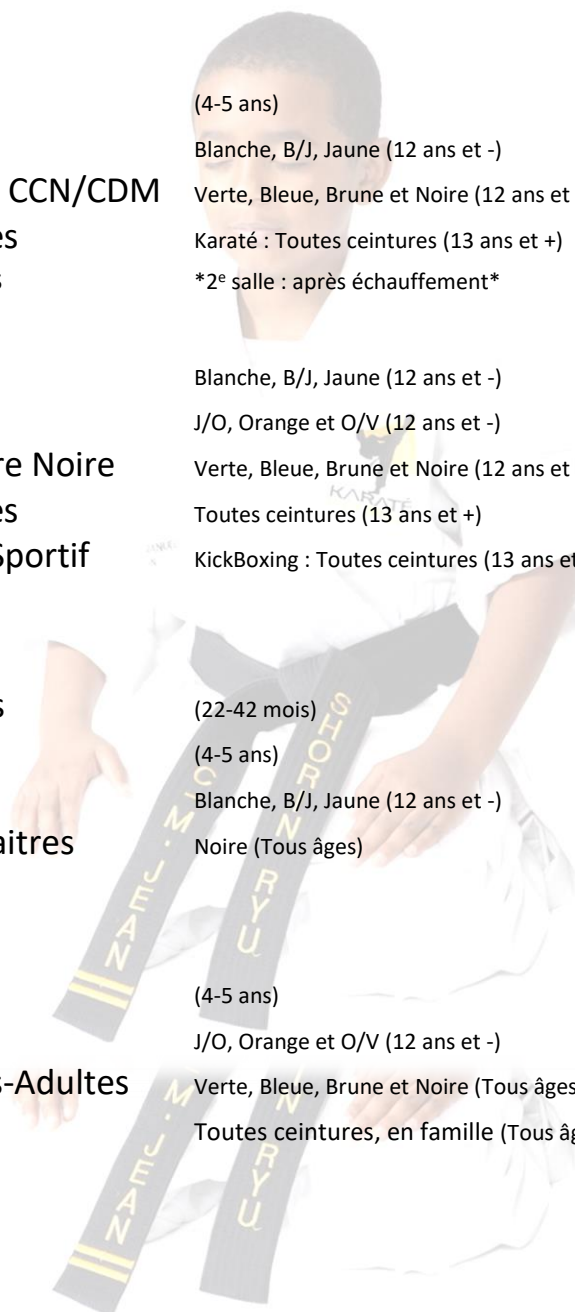 (4-5 ans)
Blanche, B/J, Jaune (12 ans et -)
CCN/CDM Verte, Bleue, Brune et Noire (12 ans et
es Karaté : Toutes ceintures (13 ans et +)
s *2e salle : après échauffement*
Blanche, B/J, Jaune (12 ans et -)
J/O, Orange et O/V (12 ans et -)
re Noire Verte, Bleue, Brune et Noire (12 ans et
es Toutes ceintures (13 ans et +)
Sportif KickBoxing : Toutes ceintures (13 ans et
s (22-42 mois)
(4-5 ans)
Blanche, B/J, Jaune (12 ans et -)
aitres Noire (Tous âges)
(4-5 ans)
J/O, Orange et O/V (12 ans et -)
s-Adultes Verte, Bleue, Brune et Noire (Tous âges
Toutes ceintures, en famille (Tous âg
KARATÉ
C-M·JEAN
SHORIN RYU
M·JEAN
IN RYU